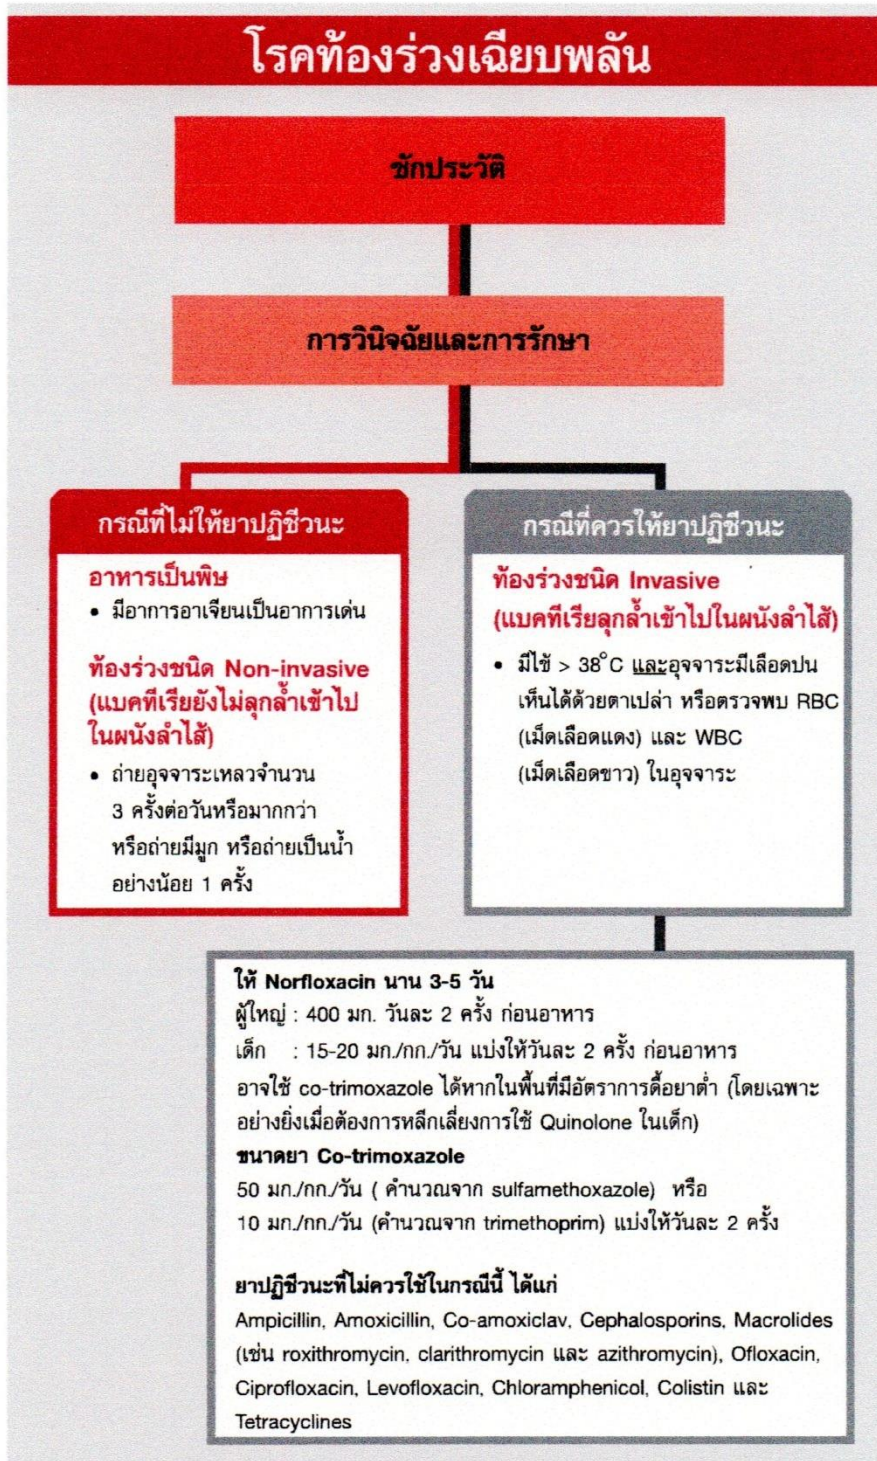 โรคท้องร่วงเฉียบพลัน
ซักประวัติ
การวินิจฉัยและการรักษา
กรณีที่ไม่ให้ยาปฏิชีวนะ
อาหารเป็นพิษ
• มีอาการอาเจียนเป็นอาการเด่น
ท้องร่วงชนิด Non-invasive
(แบคทีเรียยังไม่ลุกล้ำเข้าไป
ในผนังลำไส้)
• ถ่ายอุจจาระเหลวจำนวน
3 ครั้งต่อวันหรือมากกว่า
หรือถ่ายมีมูก หรือถ่ายเป็นน้ำ
อย่างน้อย 1 ครั้ง
กรณีที่ควรให้ยาปฏิชีวนะ
ท้องร่วงชนิด Invasive
(แบคทีเรียลุกล้ำเข้าไปในผนังลำไส้)
• มีไข้ > 38°C และอุจจาระมีเลือดปน
เห็นได้ด้วยตาเปล่า หรือตรวจพบ RBC
(เม็ดเลือดแดง) และ WBC
(เม็ดเลือดขาว) ในอุจจาระ
ให้ Norfloxacin นาน 3-5 วัน
ผู้ใหญ่ : 400 มก. วันละ 2 ครั้ง ก่อนอาหาร
เด็ก : 15-20 มก./กก./วัน แบ่งให้วันละ 2 ครั้ง ก่อนอาหาร
อาจใช้ co-trimoxazole ได้หากในพื้นที่มีอัตราการดื้อยาต่ำ (โดยเฉพาะ
อย่างยิ่งเมื่อต้องการหลีกเลี่ยงการใช้ Quinolone ในเด็ก)
ขนาดยา Co-trimoxazole
50 มก./กก./วัน ( คำนวณจาก sulfamethoxazole) หรือ
10 มก./กก./วัน (คำนวณจาก trimethoprim) แบ่งให้วันละ 2 ครั้ง
ยาปฏิชีวนะที่ไม่ควรใช้ในกรณีนี้ ได้แก่
Ampicillin, Amoxicillin, Co-amoxiclav, Cephalosporins, Macrolides
(เช่น roxithromycin, clarithromycin และ azithromycin), Ofloxacin,
Ciprofloxacin, Levofloxacin, Chloramphenicol, Colistin และ
Tetracyclines